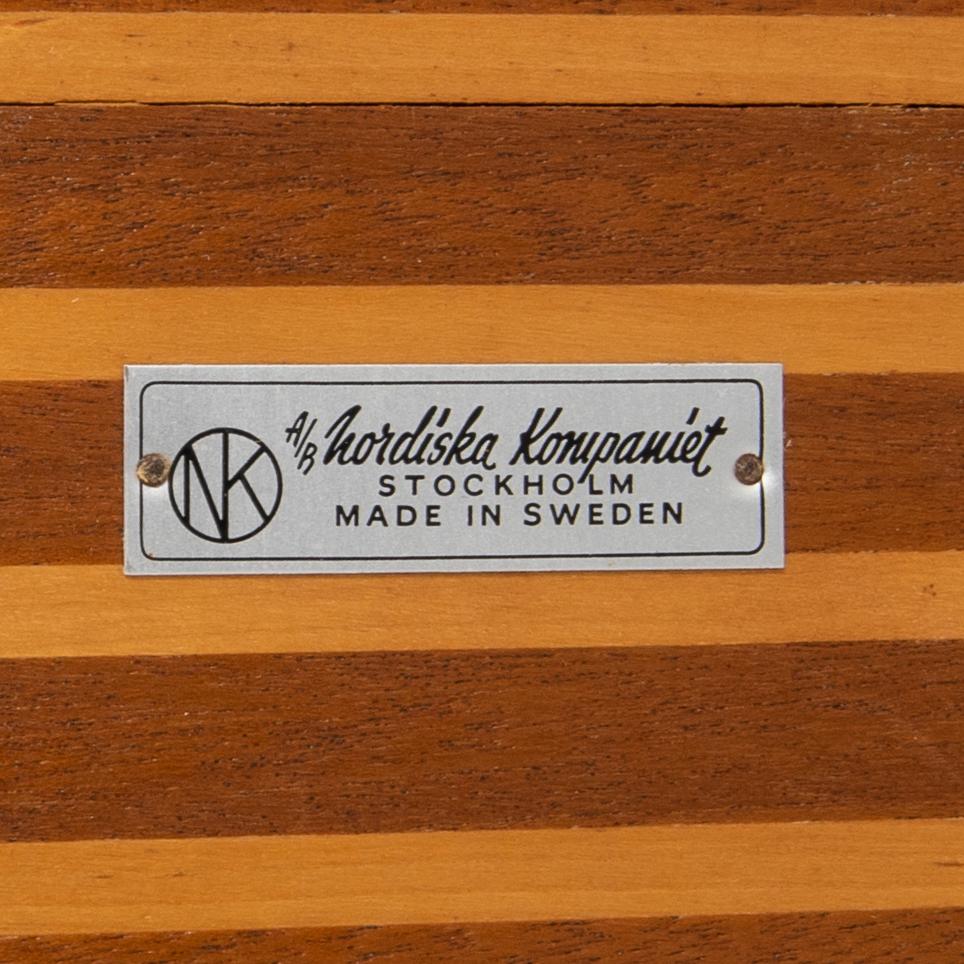 NK
A/B Nordiska Kompaniet
STOCKHOLM
MADE IN SWEDEN